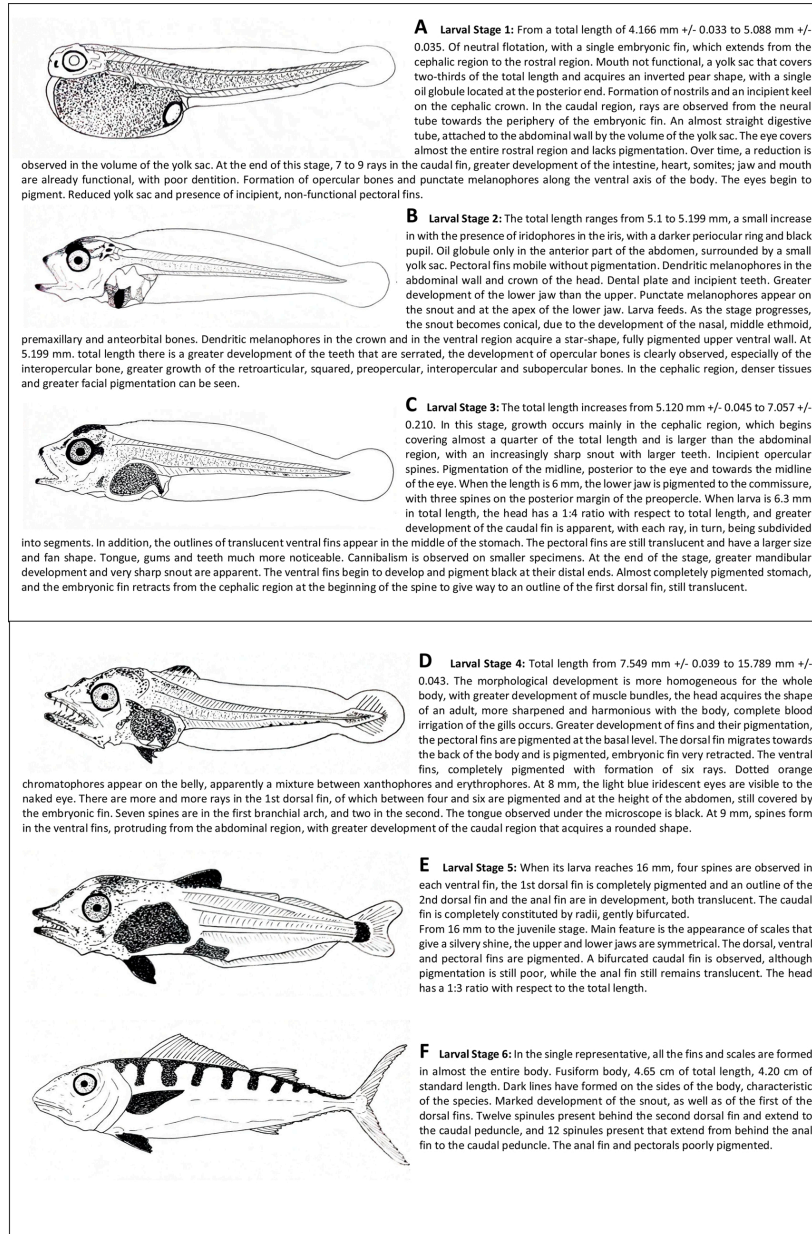 A Larval Stage 1: From a total length of 4.166 mm +/- 0.033 to 5.088 mm +/-
0.035. Of neutral flotation, with a single embryonic fin, which extends from the
cephalic region to the rostral region. Mouth not functional, a yolk sac that covers
two-thirds of the total length and acquires an inverted pear shape, with a single
oil globule located at the posterior end. Formation of nostrils and an incipient keel
on the cephalic crown. In the caudal region, rays are observed from the neural
tube towards the periphery of the embryonic fin. An almost straight digestive
tube, attached to the abdominal wall by the volume of the yolk sac. The eye covers
almost the entire rostral region and lacks pigmentation. Over time, a reduction is
observed in the volume of the yolk sac. At the end of this stage, 7 to 9 rays in the caudal fin, greater development of the intestine, heart, somites; jaw and mouth
are already functional, with poor dentition. Formation of opercular bones and punctate melanophores along the ventral axis of the body. The eyes begin to
pigment. Reduced yolk sac and presence of incipient, non-functional pectoral fins.
B Larval Stage 2: The total length ranges from 5.1 to 5.199 mm, a small increase
in with the presence of iridophores in the iris, with a darker periocular ring and black
pupil. Oil globule only in the anterior part of the abdomen, surrounded by a small
yolk sac. Pectoral fins mobile without pigmentation. Dendritic melanophores in the
abdominal wall and crown of the head. Dental plate and incipient teeth. Greater
development of the lower jaw than the upper. Punctate melanophores appear on
the snout and at the apex of the lower jaw. Larva feeds. As the stage progresses,
the snout becomes conical, due to the development of the nasal, middle ethmoid,
premaxillary and anteorbital bones. Dendritic melanophores in the crown and in the ventral region acquire a star-shape, fully pigmented upper ventral wall. At
5.199 mm. total length there is a greater development of the teeth that are serrated, the development of opercular bones is clearly observed, especially of the
interopercular bone, greater growth of the retroarticular, squared, preopercular, interopercular and subopercular bones. In the cephalic region, denser tissues
and greater facial pigmentation can be seen.
C Larval Stage 3: The total length increases from 5.120 mm +/- 0.045 to 7.057 +/-
0.210. In this stage, growth occurs mainly in the cephalic region, which begins
covering almost a quarter of the total length and is larger than the abdominal
region, with an increasingly sharp snout with larger teeth. Incipient opercular
spines. Pigmentation of the midline, posterior to the eye and towards the midline
of the eye. When the length is 6 mm, the lower jaw is pigmented to the commissure,
with three spines on the posterior margin of the preopercle. When larva is 6.3 mm
in total length, the head has a 1:4 ratio with respect to total length, and greater
development of the caudal fin is apparent, with each ray, in turn, being subdivided
into segments. In addition, the outlines of translucent ventral fins appear in the middle of the stomach. The pectoral fins are still translucent and have a larger size
and fan shape. Tongue, gums and teeth much more noticeable. Cannibalism is observed on smaller specimens. At the end of the stage, greater mandibular
development and very sharp snout are apparent. The ventral fins begin to develop and pigment black at their distal ends. Almost completely pigmented stomach,
and the embryonic fin retracts from the cephalic region at the beginning of the spine to give way to an outline of the first dorsal fin, still translucent.
D Larval Stage 4: Total length from 7.549 mm +/- 0.039 to 15.789 mm +/-
0.043. The morphological development is more homogeneous for the whole
body, with greater development of muscle bundles, the head acquires the shape
of an adult, more sharpened and harmonious with the body, complete blood
irrigation of the gills occurs. Greater development of fins and their pigmentation,
the pectoral fins are pigmented at the basal level. The dorsal fin migrates towards
the back of the body and is pigmented, embryonic fin very retracted. The ventral
fins, completely pigmented with formation of six rays. Dotted orange
chromatophores appear on the belly, apparently a mixture between xanthophores and erythrophores. At 8 mm, the light blue iridescent eyes are visible to the
naked eye. There are more and more rays in the 1st dorsal fin, of which between four and six are pigmented and at the height of the abdomen, still covered by
the embryonic fin. Seven spines are in the first branchial arch, and two in the second. The tongue observed under the microscope is black. At 9 mm, spines form
in the ventral fins, protruding from the abdominal region, with greater development of the caudal region that acquires a rounded shape.
E Larval Stage 5: When its larva reaches 16 mm, four spines are observed in
each ventral fin, the 1st dorsal fin is completely pigmented and an outline of the
2nd dorsal fin and the anal fin are in development, both translucent. The caudal
fin is completely constituted by radii, gently bifurcated.
From 16 mm to the juvenile stage. Main feature is the appearance of scales that
give a silvery shine, the upper and lower jaws are symmetrical. The dorsal, ventral
and pectoral fins are pigmented. A bifurcated caudal fin is observed, although
pigmentation is still poor, while the anal fin still remains translucent. The head
has a 1:3 ratio with respect to the total length.
F Larval Stage 6: In the single representative, all the fins and scales are formed
in almost the entire body. Fusiform body, 4.65 cm of total length, 4.20 cm of
standard length. Dark lines have formed on the sides of the body, characteristic
of the species. Marked development of the snout, as well as of the first of the
dorsal fins. Twelve spinules present behind the second dorsal fin and extend to
the caudal peduncle, and 12 spinules present that extend from behind the anal
fin to the caudal peduncle. The anal fin and pectorals poorly pigmented.